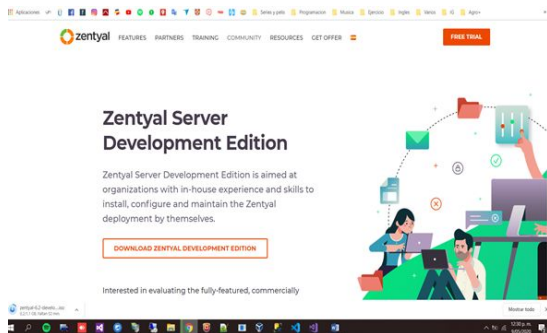 Aplicaciones
Series y pelis
Programacion
Musica
Ejercicio
Ingles
Varios
zentyal
FEATURES
PARTNERS
TRAINING
COMMUNITY
RESOURCES
GET OFFER
FREE TRIAL
Zentyal Server
Development Edition
Zentyal Server Development Edition is aimed at
organizations with in-house experience and skills to
install, configure and maintain the Zentyal
deployment by themselves.
DOWNLOAD ZENTYAL DEVELOPMENT EDITION
Interested in evaluating the fully-featured, commercially
Mostrar todo
12:30 p. m.